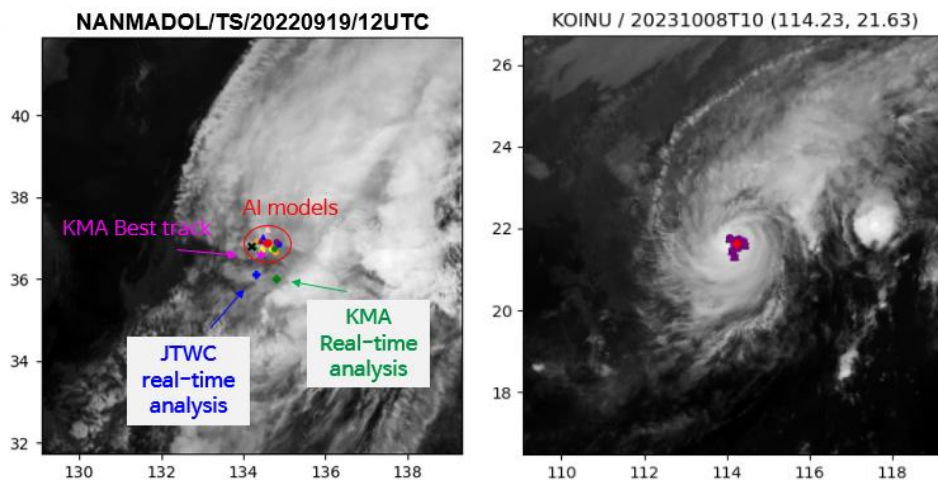 NANMADOL/TS/20220919/12UTC
40
38
36
34
32
130
132
134
136
138
AI models
KMA Best track
JTWC
real-time
analysis
KMA
Real-time
analysis
KOINU / 20231008T10 (114.23, 21.63)
26
24
22
20
18
110
112
114
116
118